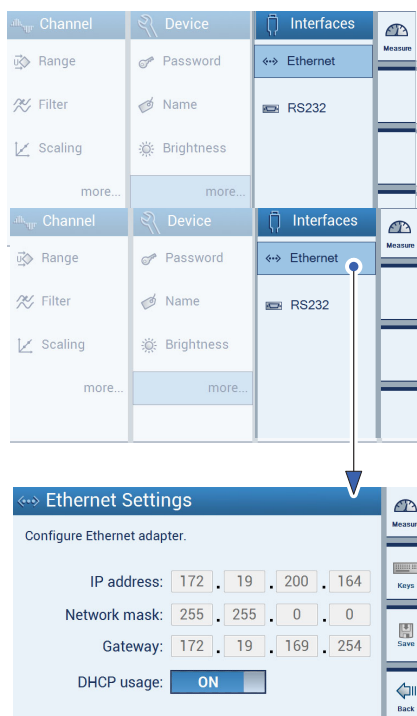 Channel Device Interfaces
Measure
Range Password Ethernet
Filter Name RS232
Scaling Brightness
more... more...
Channel Device Interfaces
Measure
Range Password Ethernet
Filter Name RS232
Scaling Brightness
more... more...
Ethernet Settings
Measur
Configure Ethernet adapter.
IP address: 172 . 19 . 200 . 164
Keys
Network mask: 255 . 255 . 0 . 0
Save
Gateway: 172 . 19 . 169 . 254
DHCP usage: ON
Back